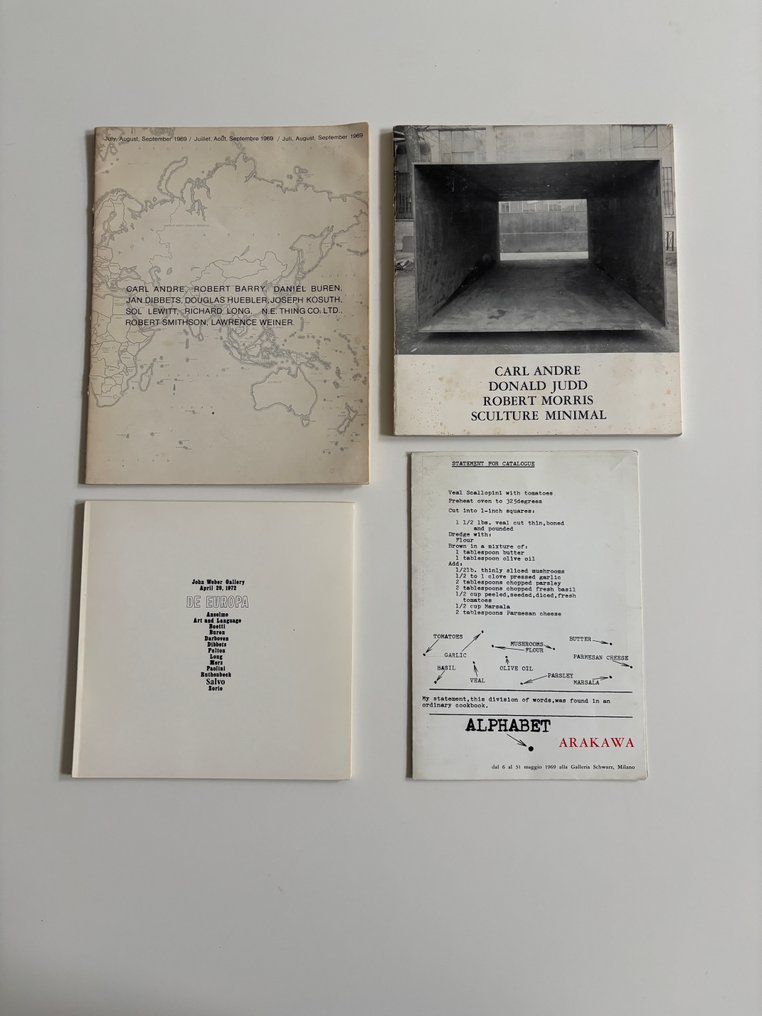 July, August, September 1969 / Juillet, Août, Septembre 1969 / Juli, August, September 1969
CARL ANDRE, ROBERT BARRY, DANIEL BUREN,
JAN DIBBETS, DOUGLAS HUEBLER, JOSEPH KOSUTH,
SOL LEWITT, RICHARD LONG, N.E. THING CO. LTD.,
ROBERT SMITHSON, LAWRENCE WEINER.
CARL ANDRE
DONALD JUDD
ROBERT MORRIS
SCULTURE MINIMAL
John Weber Gallery
April 29, 1972
DE EUROPA
Anselmo
Art and Language
Boetti
Buren
Darboven
Dibbets
Fulton
Long
Merz
Paolini
Ruthenbeck
Salvo
Zorio
STATEMENT FOR CATALOGUE
Veal Scallopini with tomatoes
Preheat oven to 325degrees
Cut into 1-inch squares:
1 1/2 lbs. veal cut thin,boned
and pounded
Dredge with:
Flour
Brown in a mixture of:
1 tablespoon butter
1 tablespoon olive oil
Add:
1/2lb. thinly sliced mushrooms
1/2 to 1 clove pressed garlic
2 tablespoons chopped parsley
2 tablespoons chopped fresh basil
1/2 cup peeled,seeded,diced,fresh
tomatoes
1/2 cup Marsala
2 tablespoons Parmesan cheese
TOMATOES
BUTTER
MUSHROOMS
FLOUR
GARLIC
PARMESAN CHEESE
BASIL
OLIVE OIL
VEAL
PARSLEY
MARSALA
My statement,this division of words,was found in an
ordinary cookbook.
ALPHABET
ARAKAWA
dal 6 al 31 maggio 1969 alla Galleria Schwarz, Milano